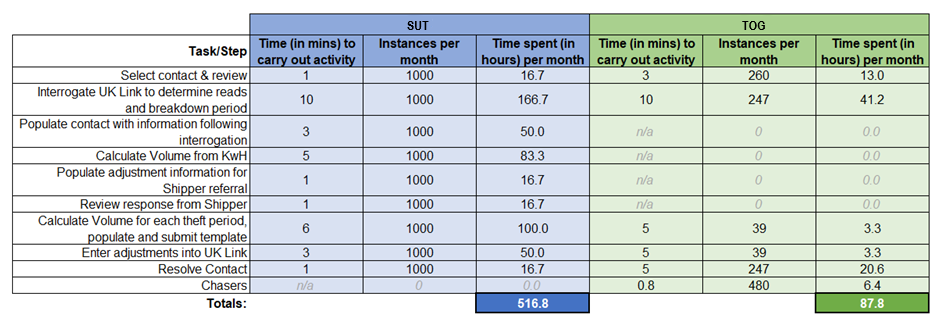 SUT TOG
Task/Step Time (in mins) to carry out activity Instances per month Time spent (in hours) per month Time (in mins) to carry out activity Instances per month Time spent (in hours) per month
Select contact & review 1 1000 16.7 3 260 13.0
Interrogate UK Link to determine reads and breakdown period 10 1000 166.7 10 247 41.2
Populate contact with information following interrogation 3 1000 50.0 n/a 0 0.0
Calculate Volume from KwH 5 1000 83.3 n/a 0 0.0
Populate adjustment information for Shipper referral 1 1000 16.7 n/a 0 0.0
Review response from Shipper 1 1000 16.7 n/a 0 0.0
Calculate Volume for each theft period, populate and submit template 6 1000 100.0 5 39 3.3
Enter adjustments into UK Link 3 1000 50.0 5 39 3.3
Resolve Contact 1 1000 16.7 5 247 20.6
Chasers n/a 0 0.0 0.8 480 6.4
Totals: 516.8 87.8